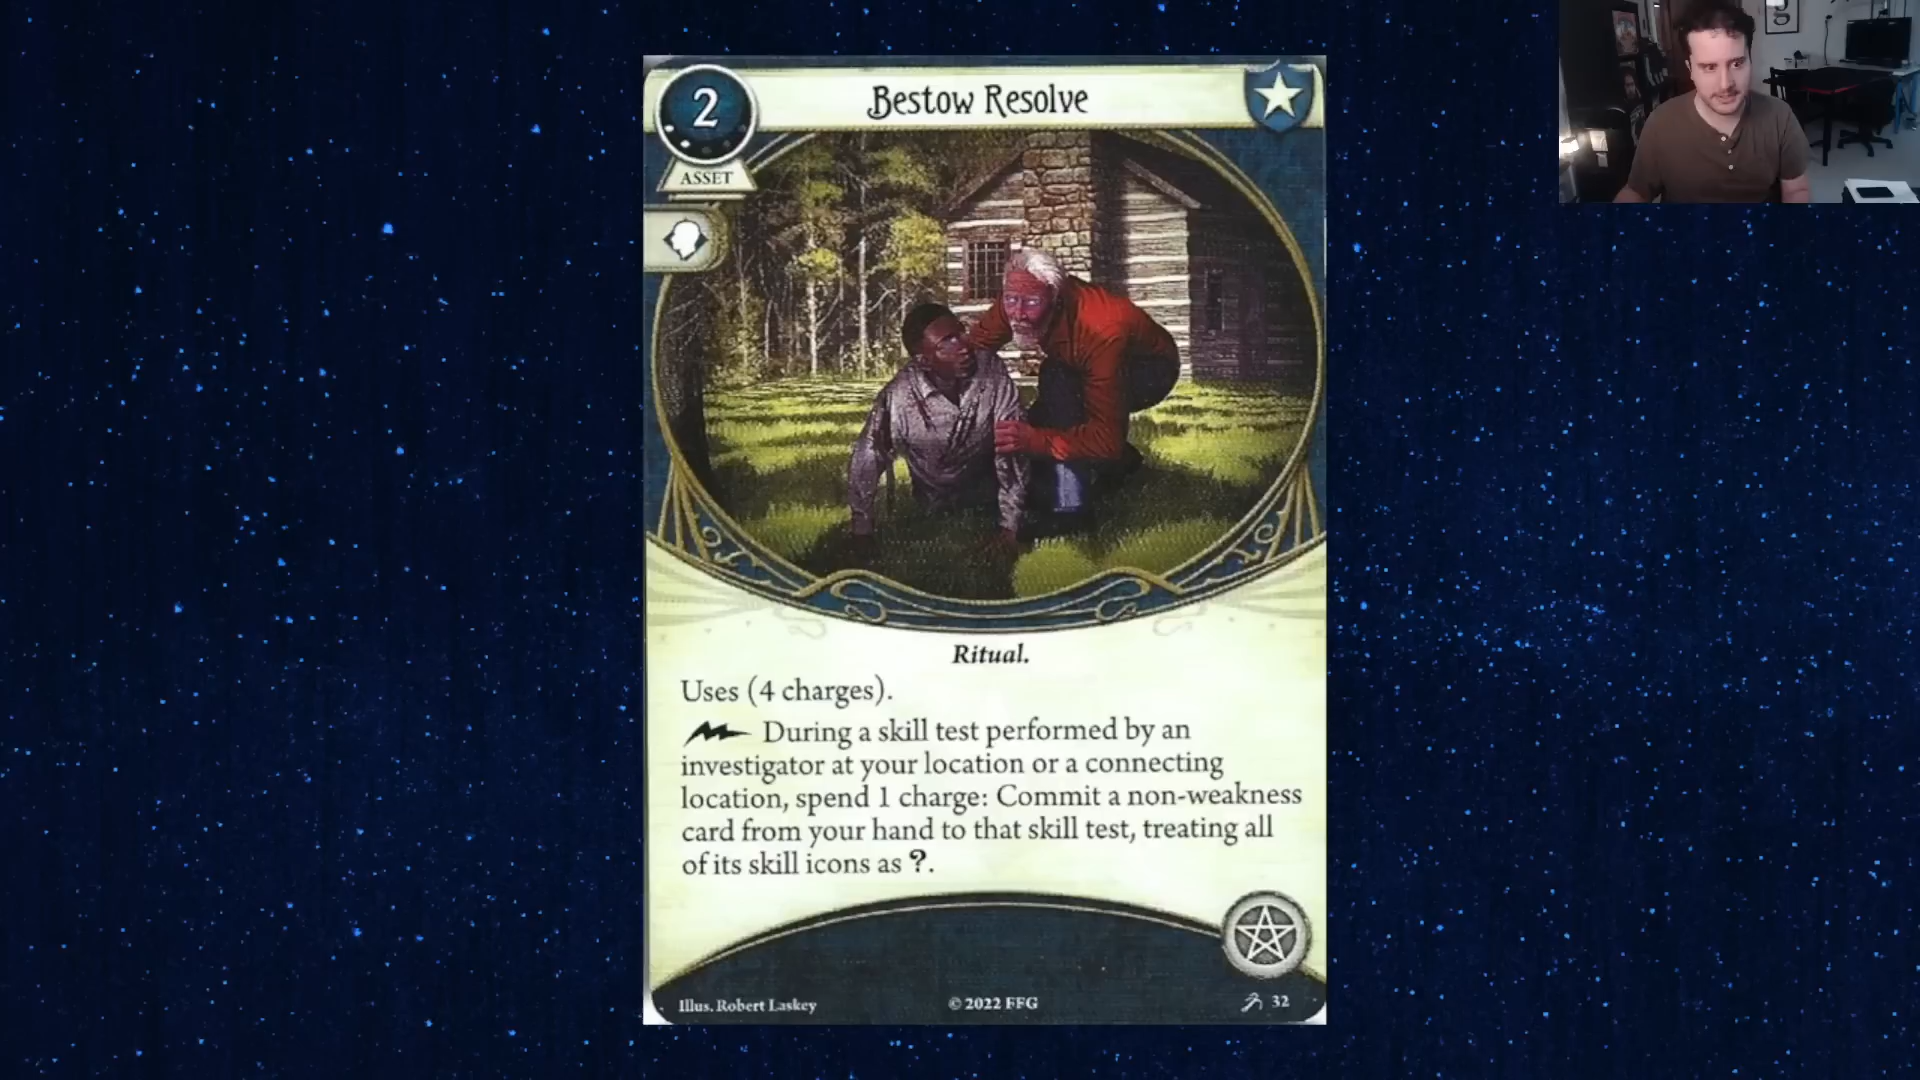 2
Bestow Resolve
ASSET
Ritual.
Uses (4 charges).
During a skill test performed by an
investigator at your location or a connecting
location, spend 1 charge: Commit a non-weakness
card from your hand to that skill test, treating all
of its skill icons as ?.
Illus. Robert Laskey
© 2022 FFG
32